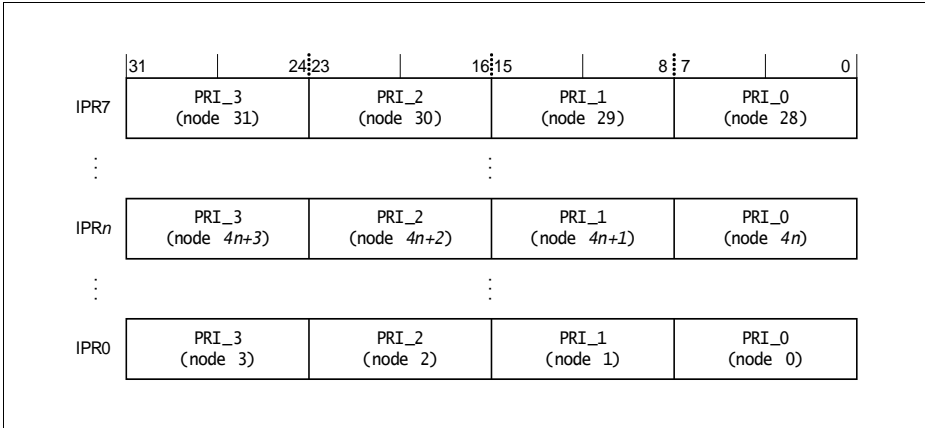 31 24 23 16 15 8 7 0
IPR7
PRI_3 PRI_2 PRI_1 PRI_0
(node 31) (node 30) (node 29) (node 28)
⋮ ⋮
IPRn
PRI_3 PRI_2 PRI_1 PRI_0
(node 4n+3) (node 4n+2) (node 4n+1) (node 4n)
⋮ ⋮
IPR0
PRI_3 PRI_2 PRI_1 PRI_0
(node 3) (node 2) (node 1) (node 0)